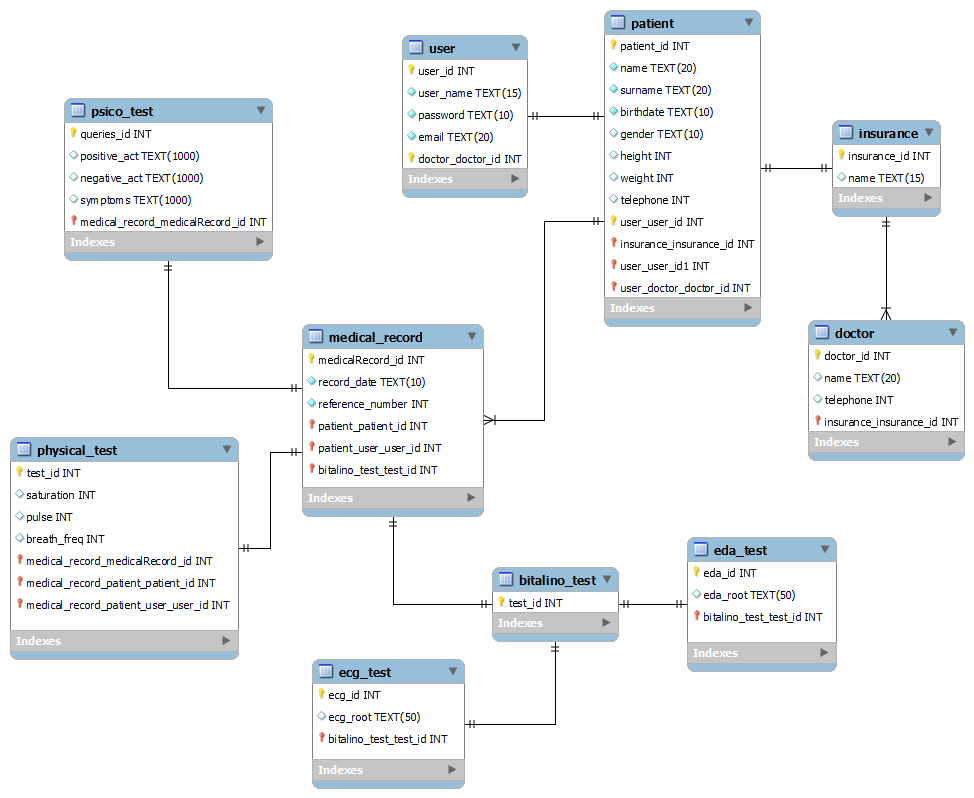 patient
patient_id INT
name TEXT(20)
surname TEXT(20)
birthdate TEXT(10)
gender TEXT(10)
height INT
weight INT
telephone INT
user_user_id INT
insurance_insurance_id INT
user_user_id1 INT
user_doctor_doctor_id INT
Indexes
user
user_id INT
user_name TEXT(15)
password TEXT(10)
email TEXT(20)
doctor_doctor_id INT
Indexes
psico_test
queries_id INT
positive_act TEXT(1000)
negative_act TEXT(1000)
symptoms TEXT(1000)
medical_record_medicalRecord_id INT
Indexes
insurance
insurance_id INT
name TEXT(15)
Indexes
doctor
doctor_id INT
name TEXT(20)
telephone INT
insurance_insurance_id INT
Indexes
medical_record
medicalRecord_id INT
record_date TEXT(10)
reference_number INT
patient_patient_id INT
patient_user_user_id INT
bitalino_test_test_id INT
Indexes
physical_test
test_id INT
saturation INT
pulse INT
breath_freq INT
medical_record_medicalRecord_id INT
medical_record_patient_patient_id INT
medical_record_patient_user_user_id INT
Indexes
bitalino_test
test_id INT
Indexes
eda_test
eda_id INT
eda_root TEXT(50)
bitalino_test_test_id INT
Indexes
ecg_test
ecg_id INT
ecg_root TEXT(50)
bitalino_test_test_id INT
Indexes